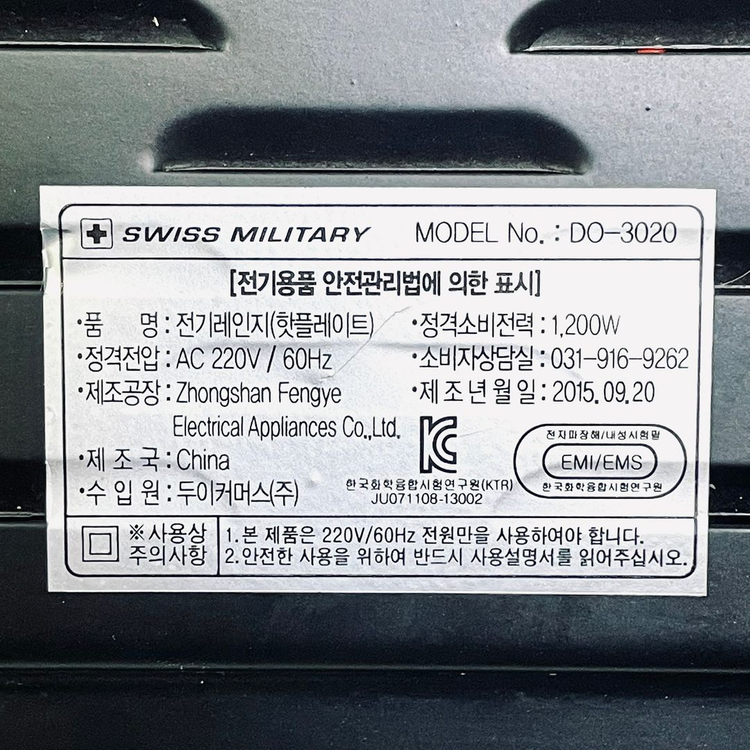 SWISS MILITARY MODEL No. : DO-3020
[전기용품 안전관리법에 의한 표시]
·품 명 : 전기레인지(핫플레이트) ·정격소비전력 : 1,200W
·정격전압 : AC 220V / 60Hz ·소비자상담실 : 031-916-9262
·제조공장 : Zhongshan Fengye ·제조년월일 : 2015.09.20
Electrical Appliances Co.,Ltd.
·제 조 국 : China
·수 입 원 : 두이커머스(주)
한국화학융합시험연구원(KTR)
JU071108-13002
전자파장해/내성시험필
EMI/EMS
한국화학융합시험연구원
※사용상
주의사항
1.본 제품은 220V/60Hz 전원만을 사용하여야 합니다.
2.안전한 사용을 위하여 반드시 사용설명서를 읽어주십시오.